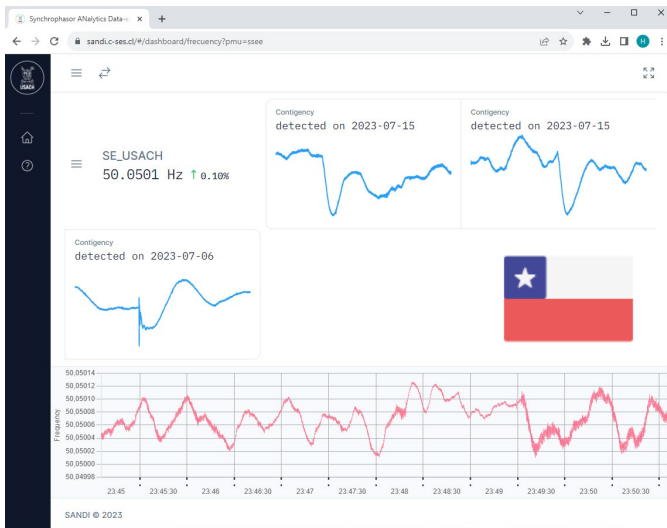 Synchrophasor ANalytics Data-
sandi.c-ses.cl/#/dashboard/frecuency?pmu=ssee
H
USACH
Contigency
detected on 2023-07-15
Contigency
detected on 2023-07-15
SE_USACH
50.0501 Hz ↑ 0.10%
Contigency
detected on 2023-07-06
Frequency
50,05014
50,05012
50,05010
50,05008
50,05006
50,05004
50,05002
50,05000
50,04998
23:45 23:45:30 23:46 23:46:30 23:47 23:47:30 23:48 23:48:30 23:49 23:49:30 23:50 23:50:30
SANDI © 2023